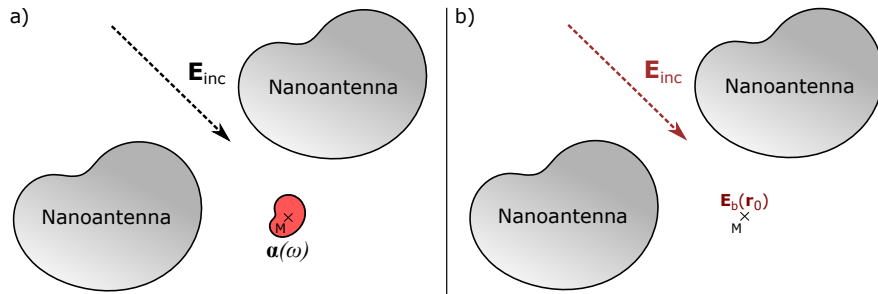 a)
E_inc
Nanoantenna
Nanoantenna
M
α(ω)
b)
E_inc
Nanoantenna
Nanoantenna
E_b(r_0)
M